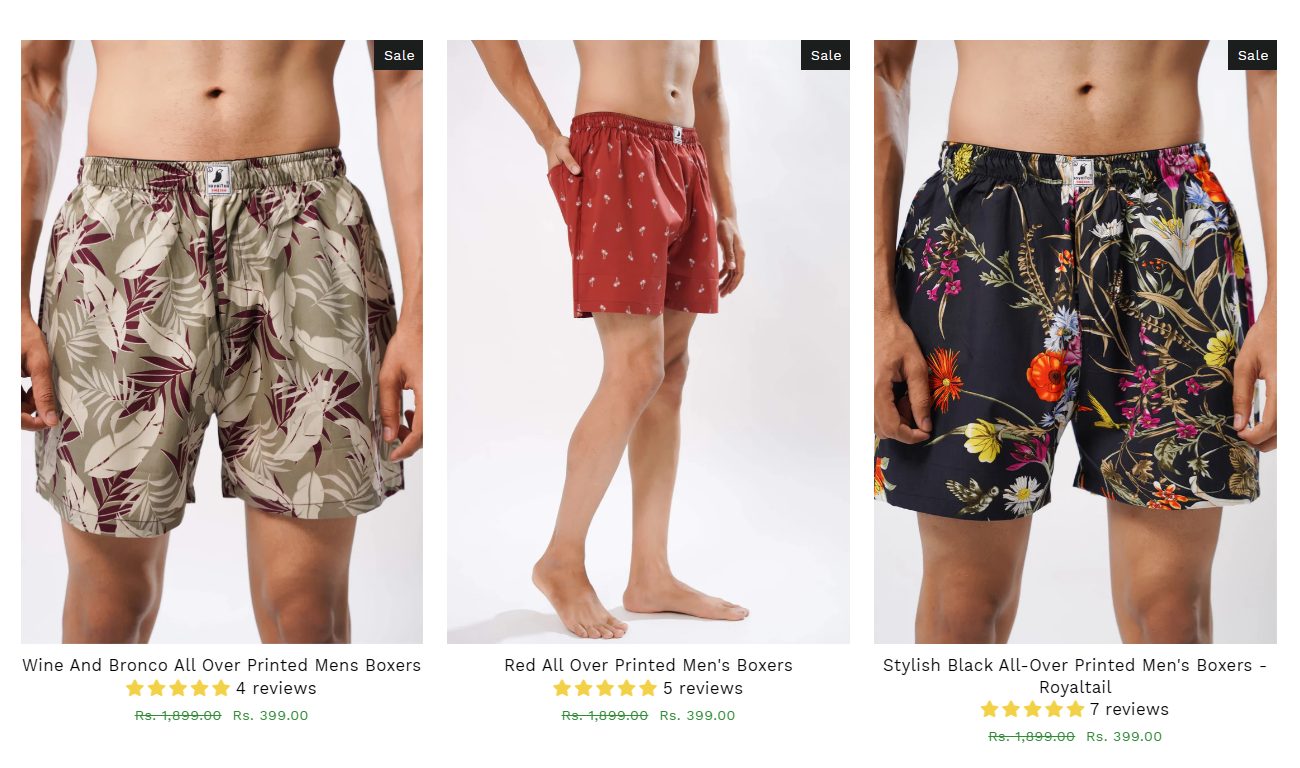 Sale
Sale
Sale
Wine And Bronco All Over Printed Mens Boxers
4 reviews
Rs. 1,899.00 Rs. 399.00
Red All Over Printed Men's Boxers
5 reviews
Rs. 1,899.00 Rs. 399.00
Stylish Black All-Over Printed Men's Boxers -
Royaltail
7 reviews
Rs. 1,899.00 Rs. 399.00